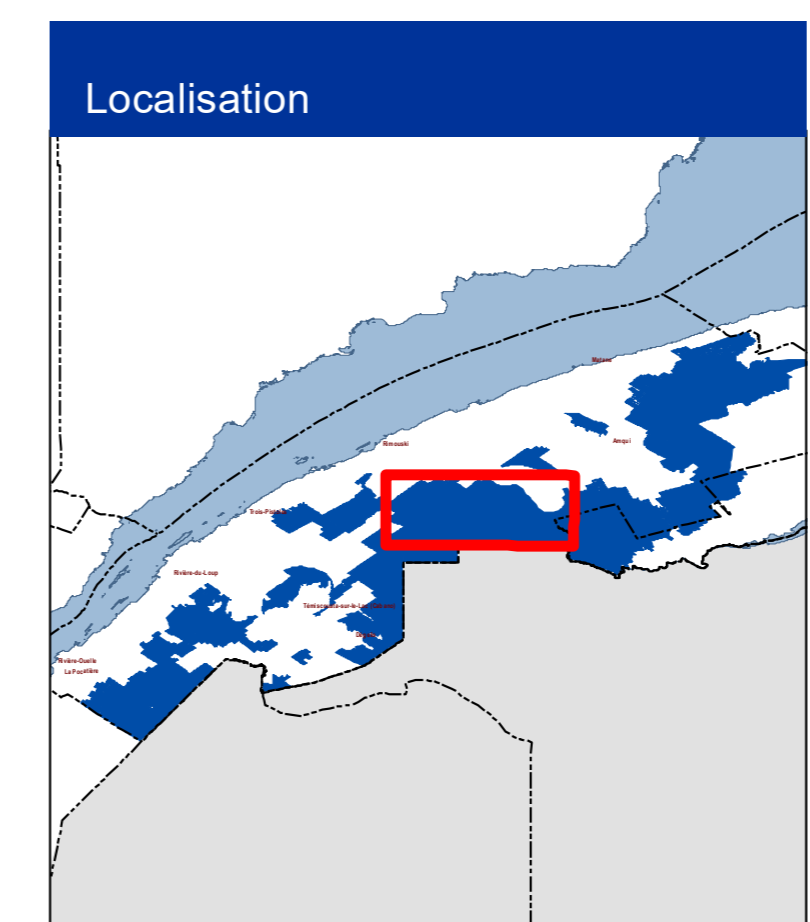 Localisation
Matane
Rimouski
Amqui
Trois-Pistoles
Rivière-du-Loup
Témiscouata-sur-le-Lac
Dégelis
Rivière-Ouelle
La Pocatière